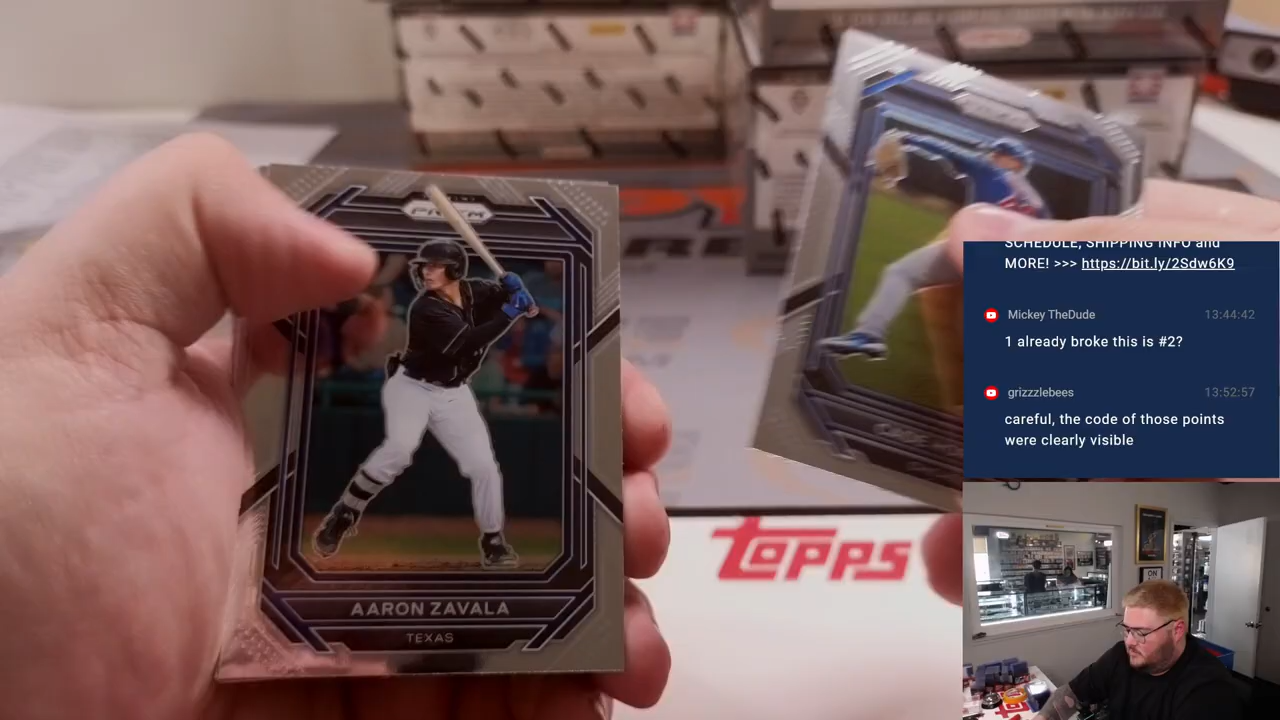 PRIZM
AARON ZAVALA
TEXAS
TOPPS
SCHEDULE, SHIPPING INFO and
MORE! >>> https://bit.ly/2Sdw6K9
Mickey TheDude 13:44:42
1 already broke this is #2?
grizzzlebees 13:52:57
careful, the code of those points
were clearly visible
ON